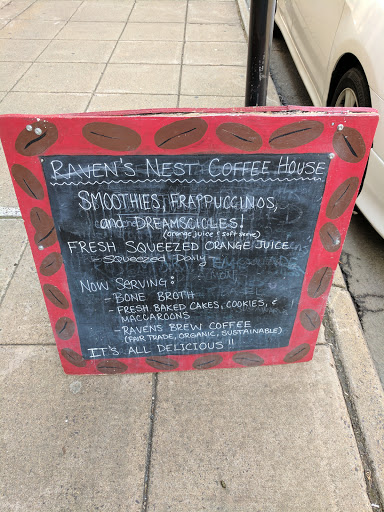 RAVEN'S NEST COFFEE HOUSE
SMOOTHIES, FRAPPUCCINOS,
and DREAMSCICLES!
(orange juice & soft serve)
FRESH SQUEEZED ORANGE JUICE
- Squeezed Daily -
NOW SERVING:
- BONE BROTH
- FRESH BAKED CAKES, COOKIES, &
MACCAROONS
- RAVENS BREW COFFEE
(FAIR TRADE, ORGANIC, SUSTAINABLE)
IT'S ALL DELICIOUS !!